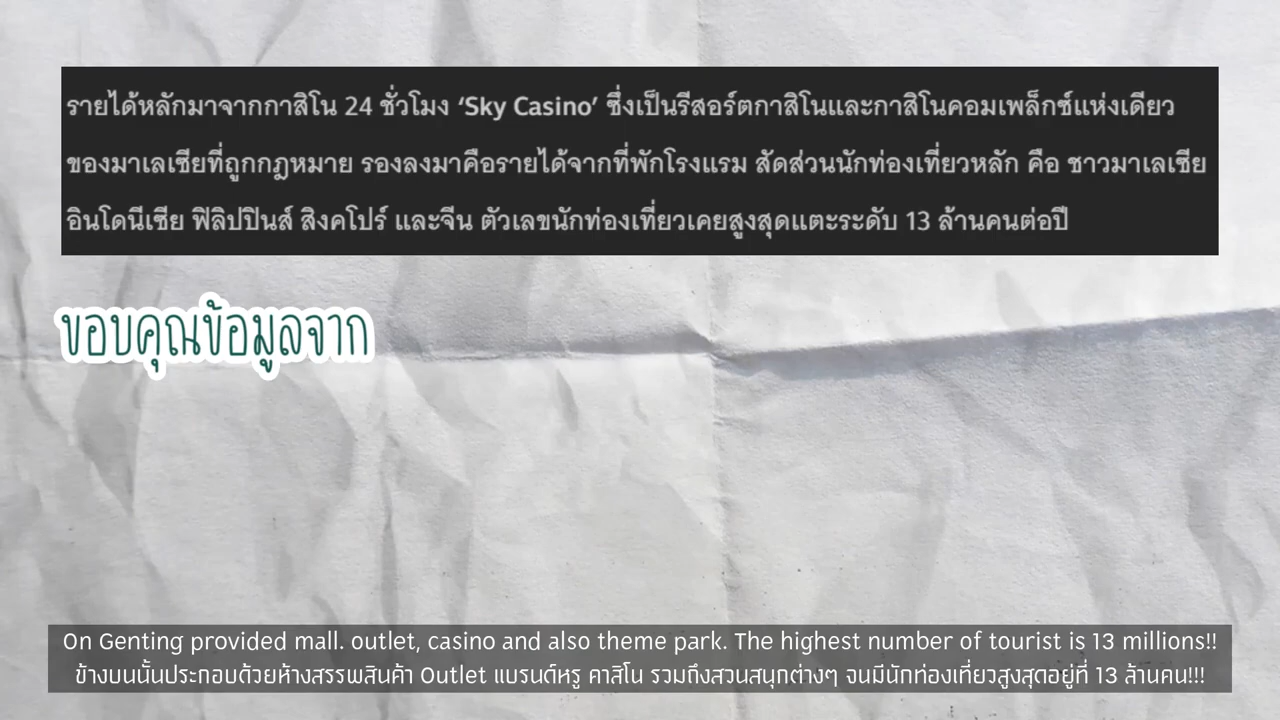 รายได้หลักมาจากกาสิโน 24 ชั่วโมง ‘Sky Casino’ ซึ่งเป็นรีสอร์ตกาสิโนและกาสิโนคอมเพล็กซ์แห่งเดียว
ของมาเลเซียที่ถูกกฎหมาย รองลงมาคือรายได้จากที่พักโรงแรม สัดส่วนนักท่องเที่ยวหลัก คือ ชาวมาเลเซีย
อินโดนีเซีย ฟิลิปปินส์ สิงคโปร์ และจีน ตัวเลขนักท่องเที่ยวเคยสูงสุดแตะระดับ 13 ล้านคนต่อปี
ขอบคุณข้อมูลจาก
On Genting provided mall. outlet, casino and also theme park. The highest number of tourist is 13 millions!!
ข้างบนนั้นประกอบด้วยห้างสรรพสินค้า Outlet แบรนด์หรู คาสิโน รวมถึงสวนสนุกต่างๆ จนมีนักท่องเที่ยวสูงสุดอยู่ที่ 13 ล้านคน!!!